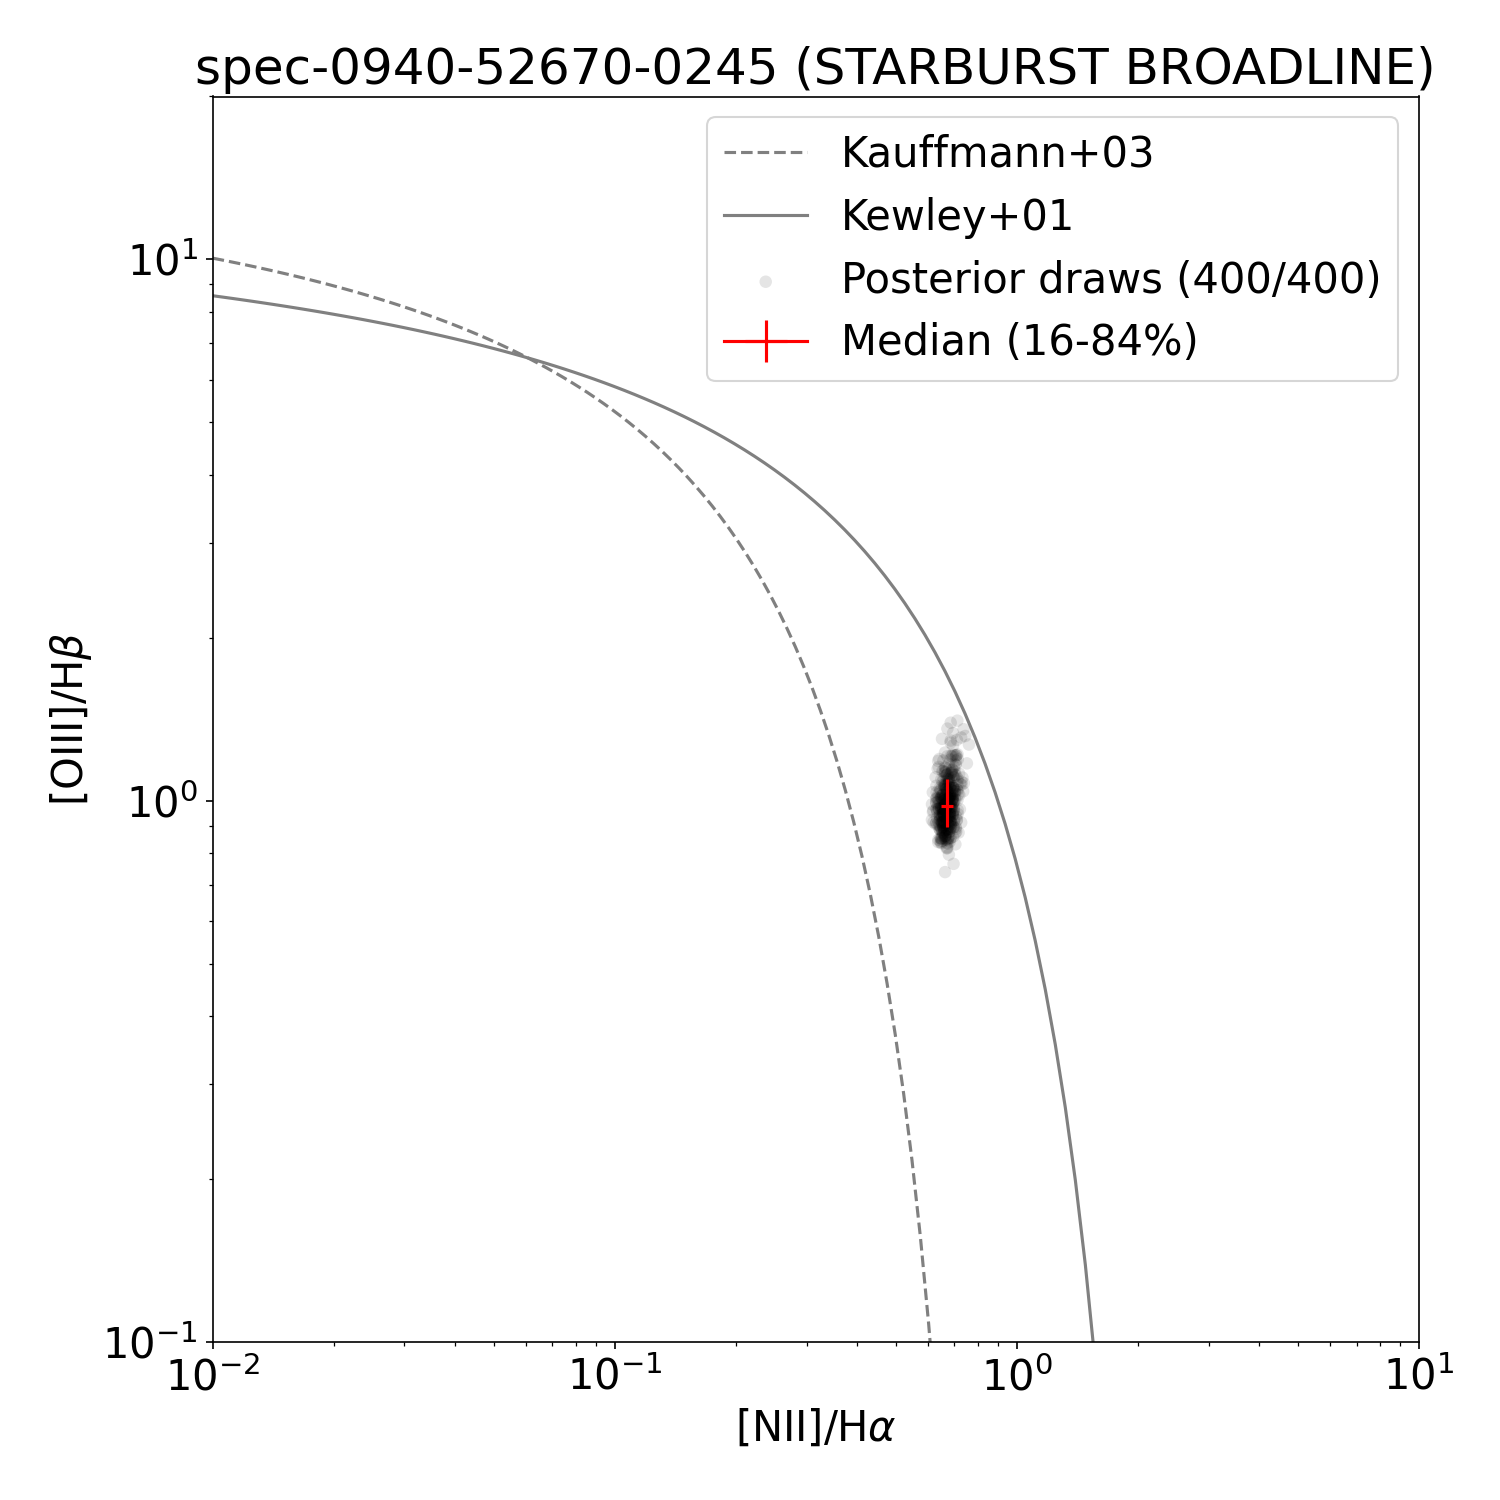 spec-0940-52670-0245 (STARBURST BROADLINE)
Kauffmann+03
Kewley+01
Posterior draws (400/400)
Median (16-84%)
10¹
10⁰
10⁻¹
[OIII]/Hβ
10⁻²
10⁻¹
10⁰
10¹
[NII]/Hα